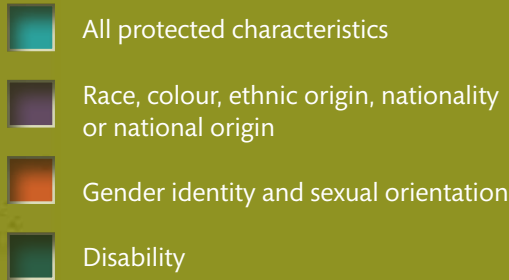 All protected characteristics
Race, colour, ethnic origin, nationality
or national origin
Gender identity and sexual orientation
Disability